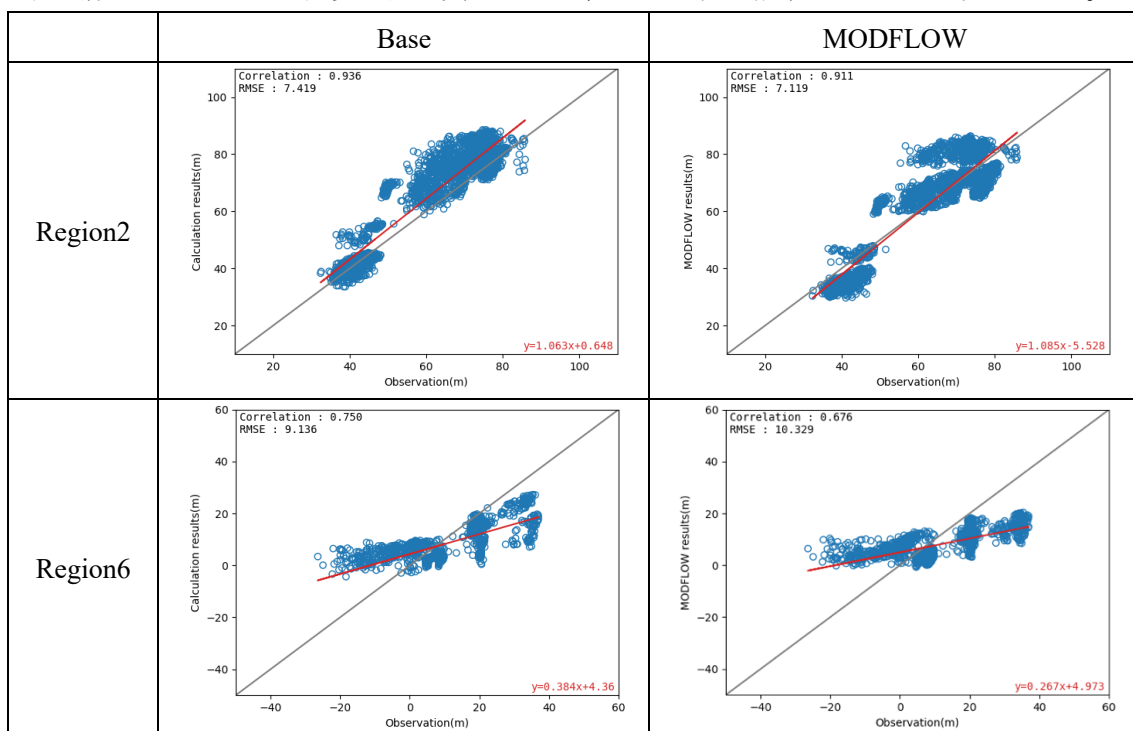 Base
MODFLOW
Region2
Correlation : 0.936
RMSE : 7.419
100
80
60
40
20
20
40
60
80
100
Calculation results(m)
Observation(m)
y=1.063x+0.648
Correlation : 0.911
RMSE : 7.119
100
80
60
40
20
20
40
60
80
100
MODFLOW results(m)
Observation(m)
y=1.085x-5.528
Region6
Correlation : 0.750
RMSE : 9.136
60
40
20
0
−20
−40
−40
−20
0
20
40
60
Calculation results(m)
Observation(m)
y=0.384x+4.36
Correlation : 0.676
RMSE : 10.329
60
40
20
0
−20
−40
−40
−20
0
20
40
60
MODFLOW results(m)
Observation(m)
y=0.267x+4.973